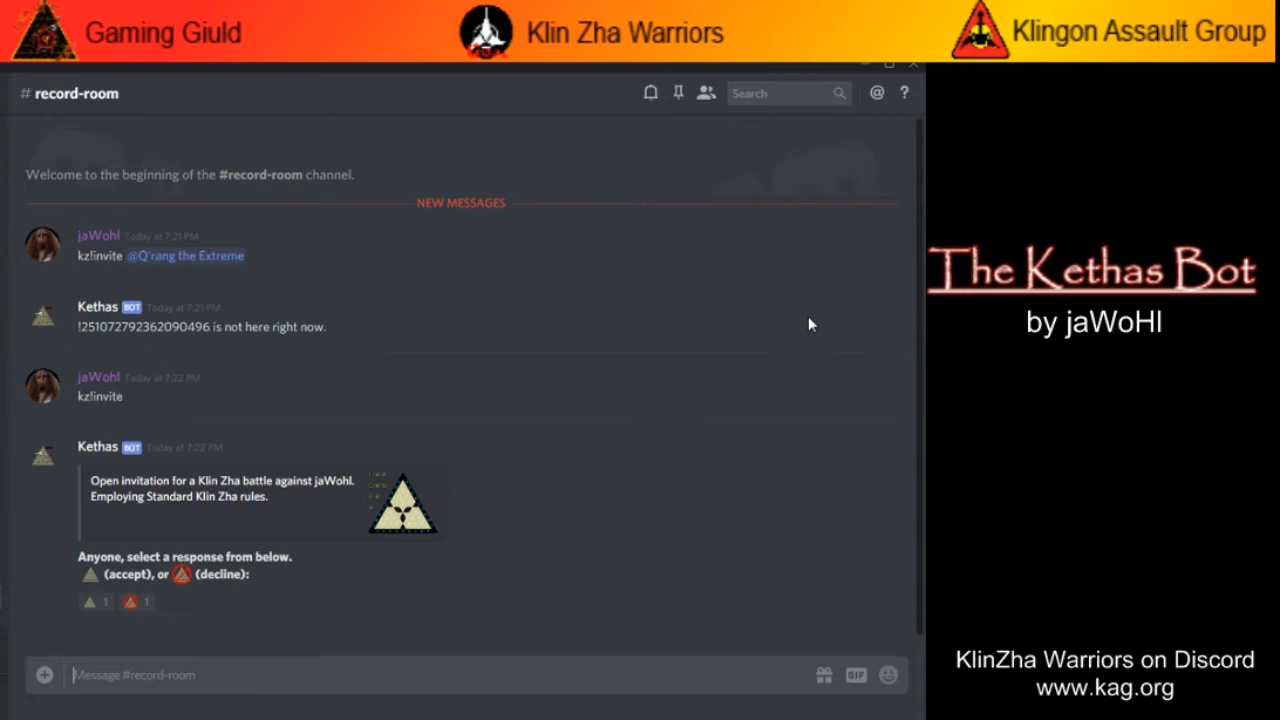 Gaming Giuld
Klin Zha Warriors
Klingon Assault Group
# record-room
Search
@ ?
Welcome to the beginning of the #record-room channel.
NEW MESSAGES
jaWohl Today at 7:21 PM
kz!invite @Q'rang the Extreme
Kethas BOT Today at 7:21 PM
!251072792362090496 is not here right now.
jaWohl Today at 7:22 PM
kz!invite
Kethas BOT Today at 7:22 PM
Open invitation for a Klin Zha battle against jaWohl.
Employing Standard Klin Zha rules.
Anyone, select a response from below.
(accept), or (decline):
1 1
Message #record-room
GIF
The Kethas Bot
by jaWoHl
KlinZha Warriors on Discord
www.kag.org